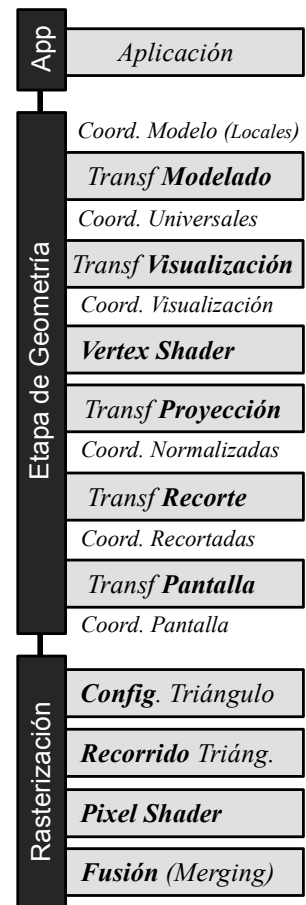 App
Aplicación
Etapa de Geometría
Coord. Modelo (Locales)
Transf Modelado
Coord. Universales
Transf Visualización
Coord. Visualización
Vertex Shader
Transf Proyección
Coord. Normalizadas
Transf Recorte
Coord. Recortadas
Transf Pantalla
Coord. Pantalla
Rasterización
Config. Triángulo
Recorrido Triáng.
Pixel Shader
Fusión (Merging)